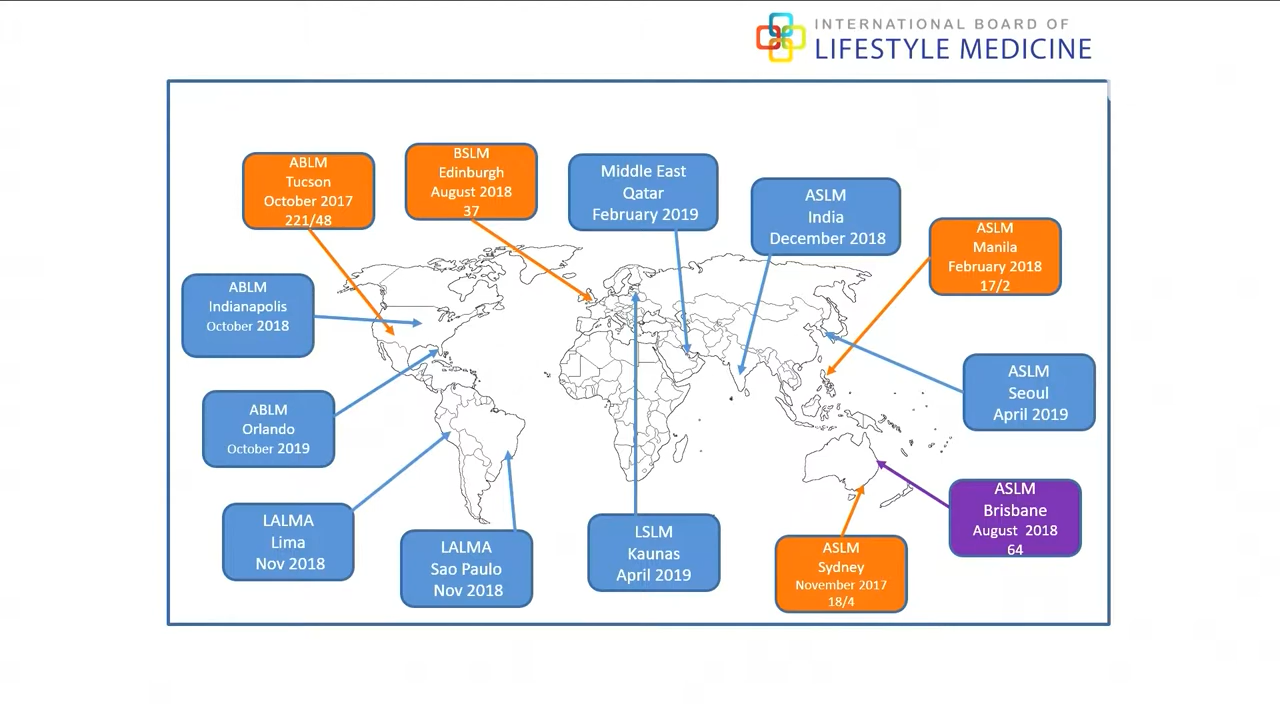 INTERNATIONAL BOARD OF
LIFESTYLE MEDICINE
ABLM
Tucson
October 2017
221/48
BSLM
Edinburgh
August 2018
37
Middle East
Qatar
February 2019
ASLM
India
December 2018
ASLM
Manila
February 2018
17/2
ABLM
Indianapolis
October 2018
ASLM
Seoul
April 2019
ABLM
Orlando
October 2019
ASLM
Brisbane
August 2018
64
LALMA
Lima
Nov 2018
LALMA
Sao Paulo
Nov 2018
LSLM
Kaunas
April 2019
ASLM
Sydney
November 2017
18/4